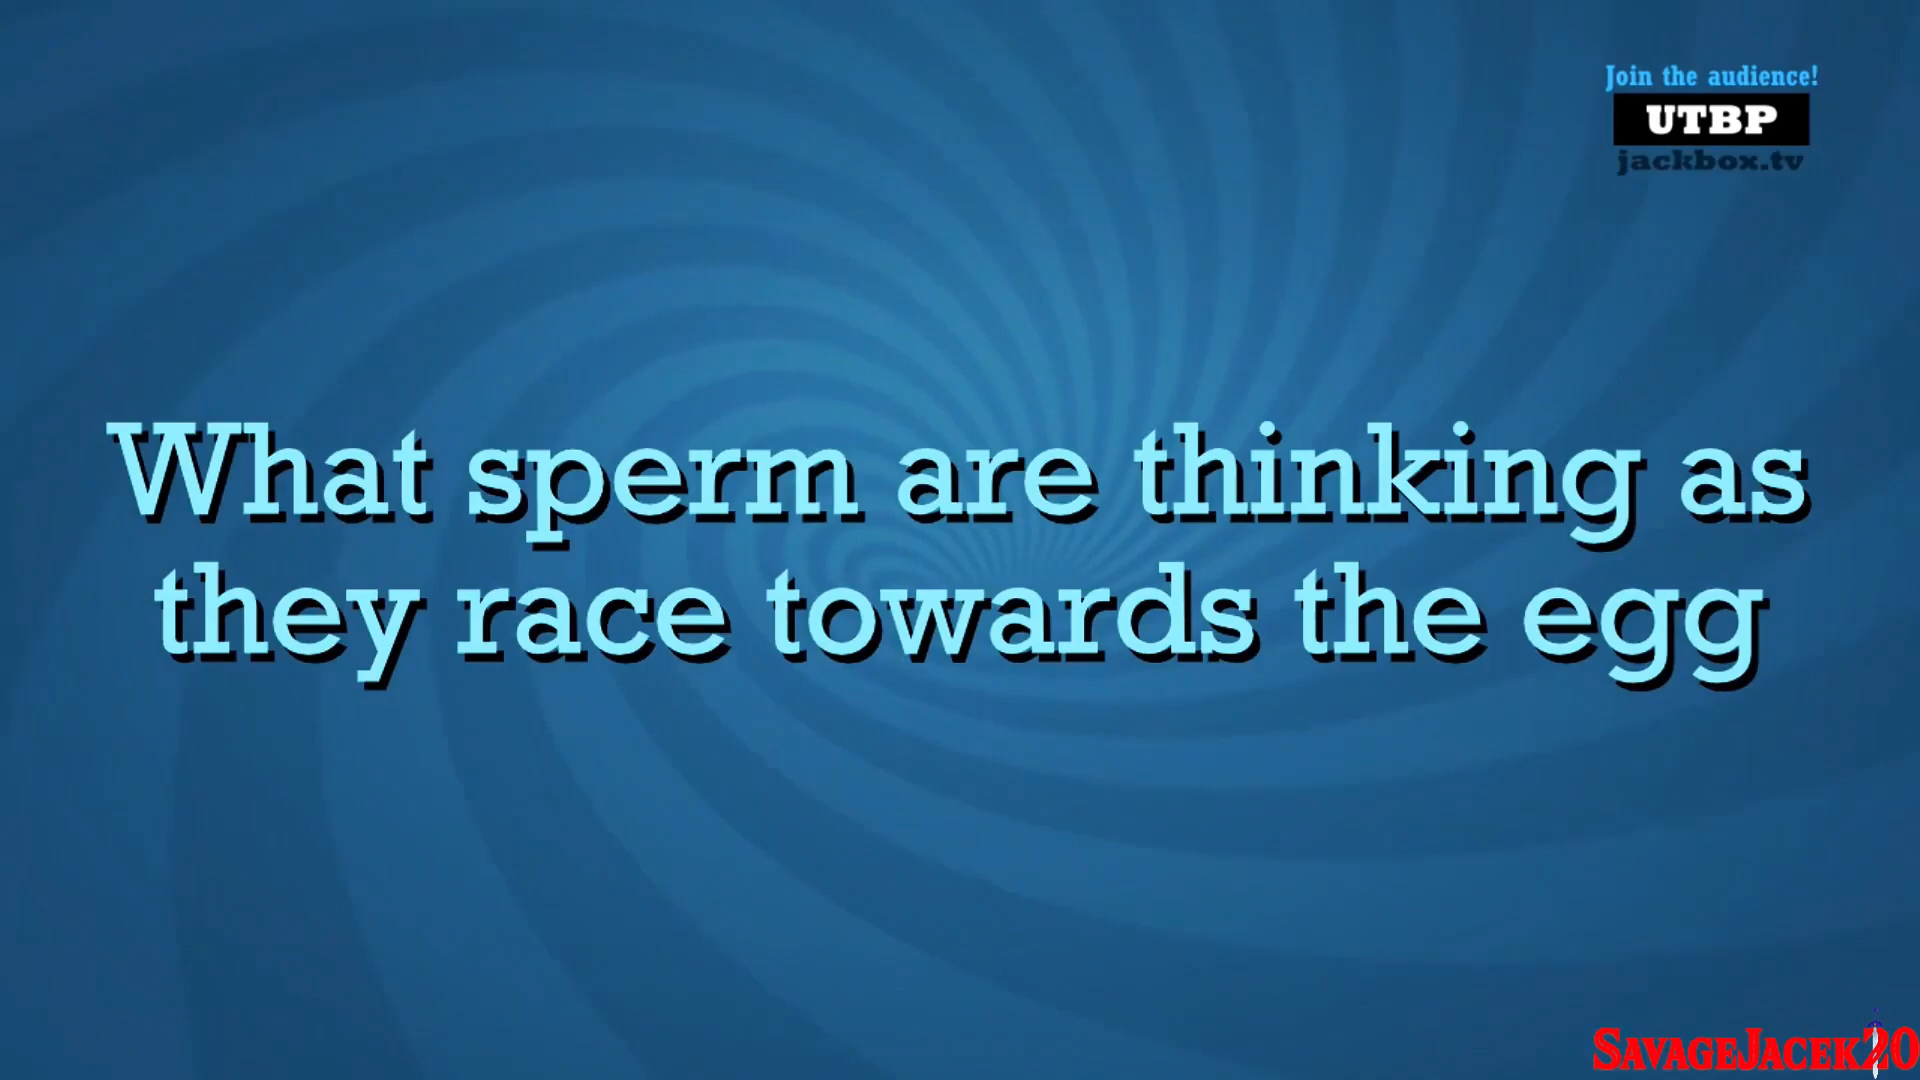 Join the audience!
UTBP
jackbox.tv
What sperm are thinking as
they race towards the egg
SAVAGEJACEK20